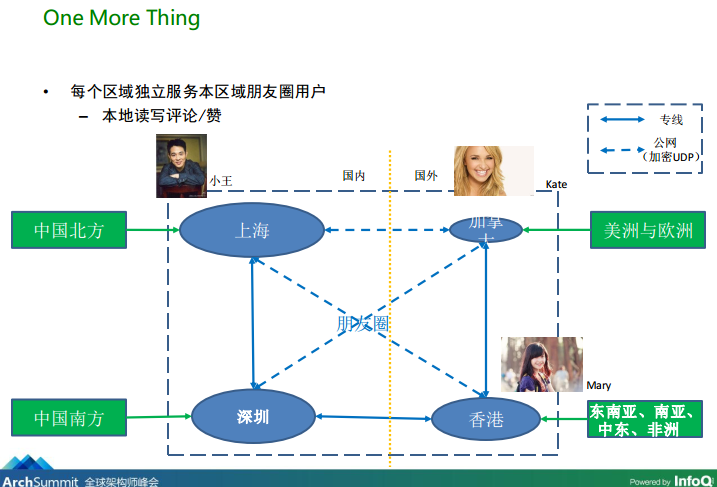 One More Thing
• 每个区域独立服务本区域朋友圈用户
– 本地读写评论/赞
专线
公网
（加密UDP）
小王
国内
国外
Kate
中国北方
上海
加拿
大
美洲与欧洲
朋友圈
Mary
中国南方
深圳
香港
东南亚、南亚、
中东、非洲
ArchSummit 全球架构师峰会
Powered by InfoQ